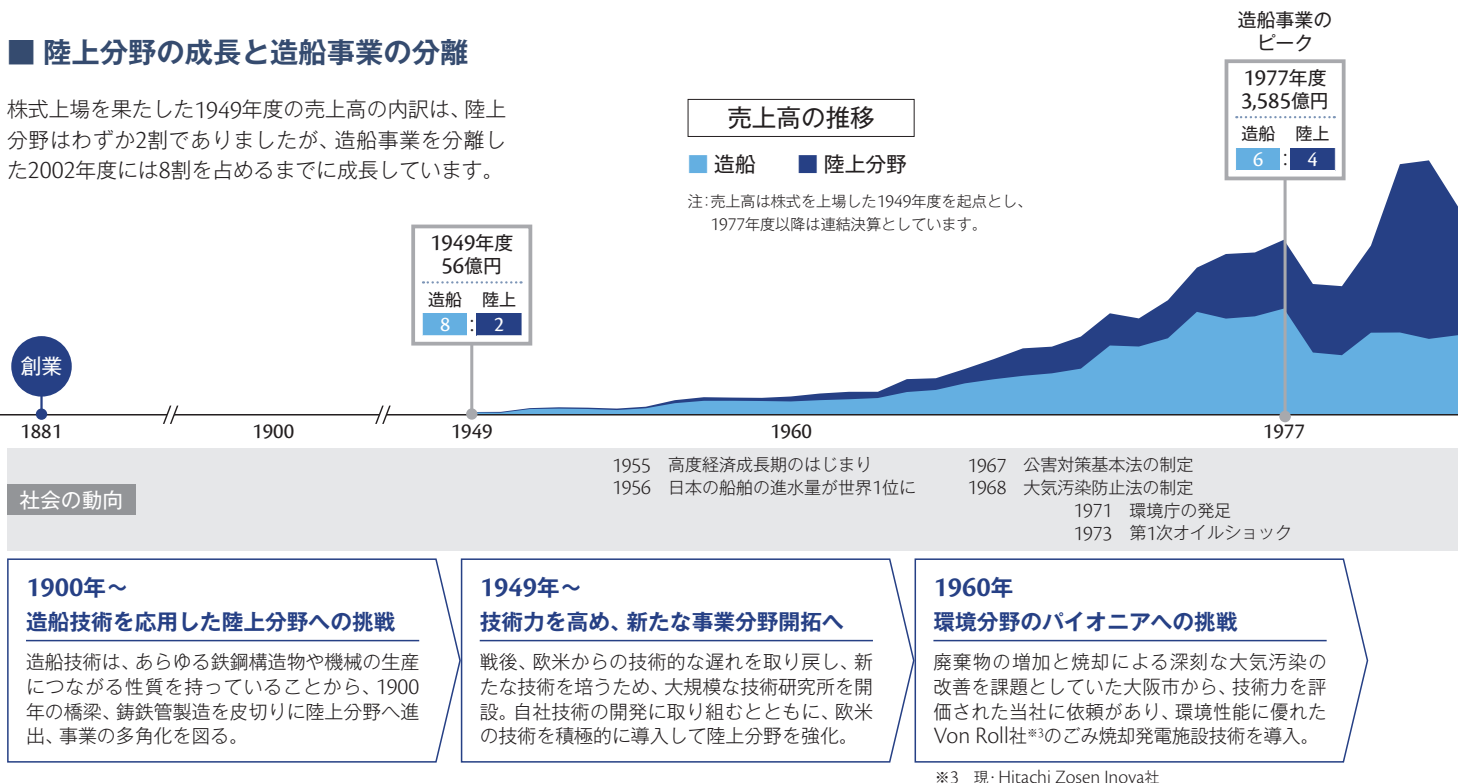 ■ 陸上分野の成長と造船事業の分離
株式上場を果たした1949年度の売上高の内訳は、陸上
分野はわずか2割でありましたが、造船事業を分離し
た2002年度には8割を占めるまでに成長しています。
売上高の推移
造船 陸上分野
注:売上高は株式を上場した1949年度を起点とし、
1977年度以降は連結決算としています。
造船事業の
ピーク
1977年度
3,585億円
造船 陸上
6 : 4
1949年度
56億円
造船 陸上
8 : 2
創業
1881 1900 1949 1960 1977
社会の動向
1955 高度経済成長期のはじまり
1956 日本の船舶の進水量が世界1位に
1967 公害対策基本法の制定
1968 大気汚染防止法の制定
1971 環境庁の発足
1973 第1次オイルショック
1900年～
造船技術を応用した陸上分野への挑戦
造船技術は、あらゆる鉄鋼構造物や機械の生産
につながる性質を持っていることから、1900
年の橋梁、鋳鉄管製造を皮切りに陸上分野へ進
出、事業の多角化を図る。
1949年～
技術力を高め、新たな事業分野開拓へ
戦後、欧米からの技術的な遅れを取り戻し、新
たな技術を培うため、大規模な技術研究所を開
設。自社技術の開発に取り組むとともに、欧米
の技術を積極的に導入して陸上分野を強化。
1960年
環境分野のパイオニアへの挑戦
廃棄物の増加と焼却による深刻な大気汚染の
改善を課題としていた大阪市から、技術力を評
価された当社に依頼があり、環境性能に優れた
Von Roll社※3のごみ焼却発電施設技術を導入。
※3 現・Hitachi Zosen Inova社